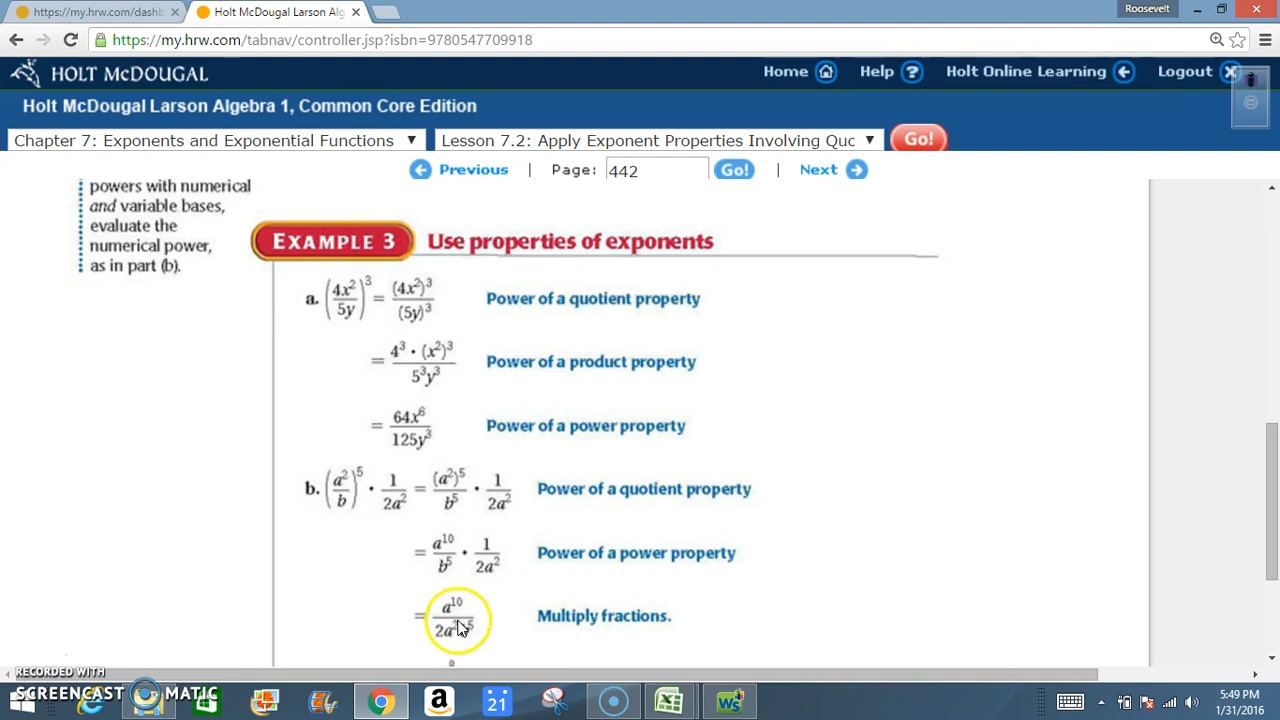 https://my.hrw.com/dashb
Holt McDougal Larson Alg
Roosevelt
https://my.hrw.com/tabnav/controller.jsp?isbn=9780547709918
HOLT MCDOUGAL
Home
Help
Holt Online Learning
Logout
Holt McDougal Larson Algebra 1, Common Core Edition
Chapter 7: Exponents and Exponential Functions
Lesson 7.2: Apply Exponent Properties Involving Quo
Go!
Previous | Page: 442 Go! | Next
powers with numerical
and variable bases,
evaluate the
numerical power,
as in part (b).
EXAMPLE 3 Use properties of exponents
a. (4x²/5y)³ = (4x²)³/(5y)³ Power of a quotient property
= 4³ • (x²)³/5³y³ Power of a product property
= 64x⁶/125y³ Power of a power property
b. (a²/b)⁵ • 1/2a² = (a²)⁵/b⁵ • 1/2a² Power of a quotient property
= a¹⁰/b⁵ • 1/2a² Power of a power property
= a¹⁰/2a Multiply fractions.
RECORDED WITH
SCREENCAST MATIC
21
5:49 PM
1/31/2016